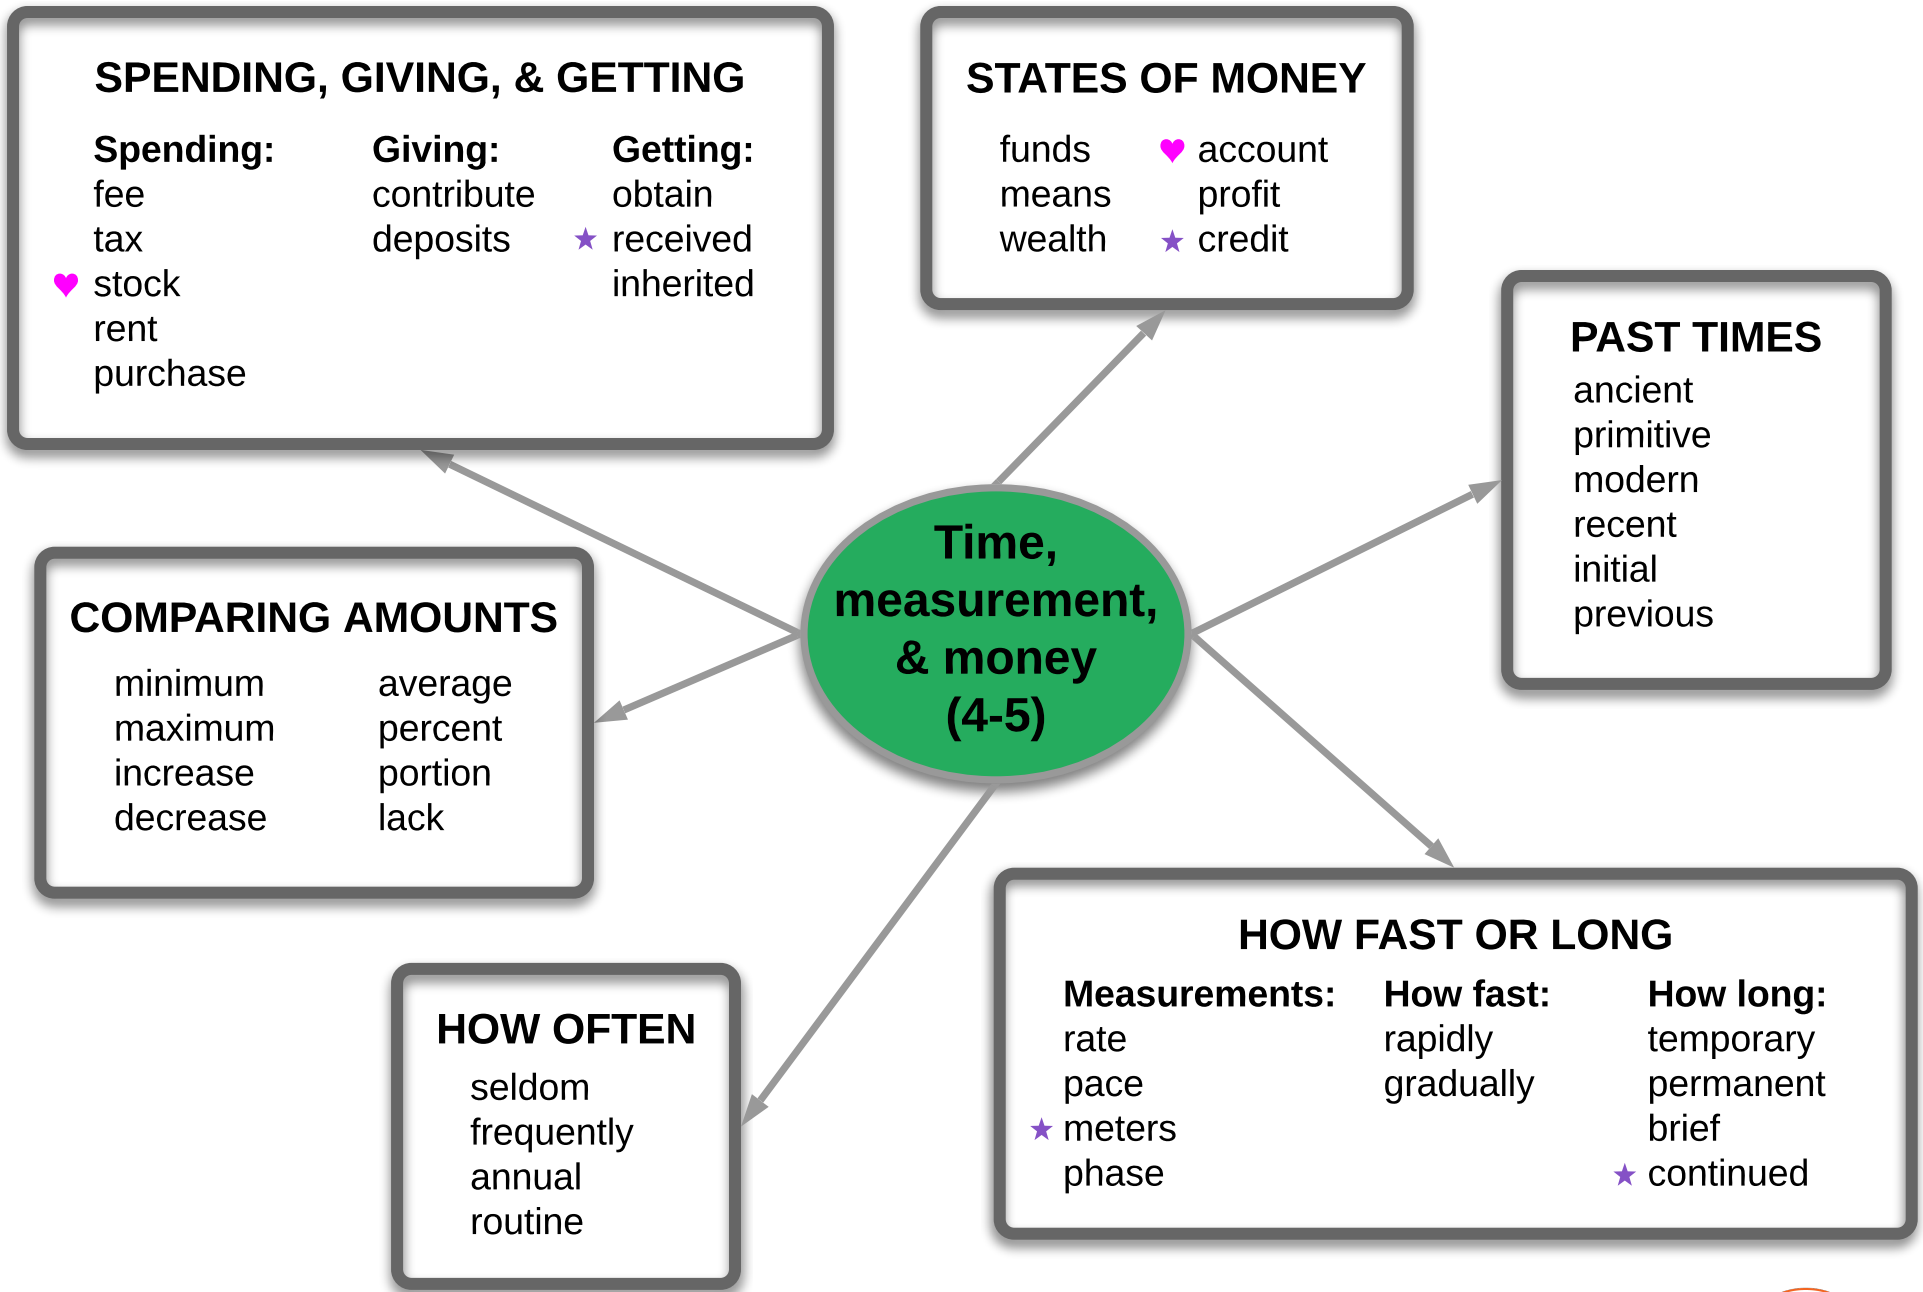 SPENDING, GIVING, & GETTING
Spending:
fee
tax
stock
rent
purchase
Giving:
contribute
deposits
Getting:
obtain
received
inherited
STATES OF MONEY
funds
means
wealth
account
profit
credit
PAST TIMES
ancient
primitive
modern
recent
initial
previous
Time,
measurement,
& money
(4-5)
COMPARING AMOUNTS
minimum
maximum
increase
decrease
average
percent
portion
lack
HOW OFTEN
seldom
frequently
annual
routine
HOW FAST OR LONG
Measurements:
rate
pace
meters
phase
How fast:
rapidly
gradually
How long:
temporary
permanent
brief
continued